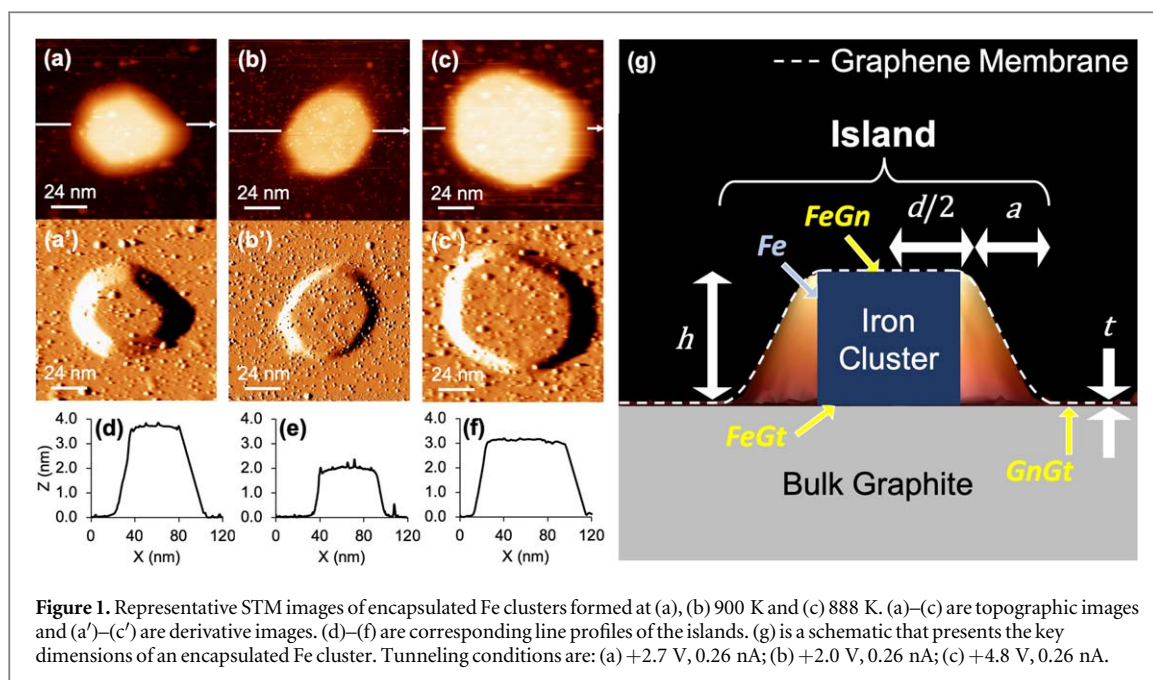 (a)
(b)
(c)
24 nm
24 nm
24 nm
(a')
(b')
(c')
24 nm
24 nm
24 nm
(d)
(e)
(f)
4.0
3.0
2.0
1.0
0.0
Z (nm)
0 40 80 120
X (nm)
4.0
3.0
2.0
1.0
0.0
0 40 80 120
X (nm)
4.0
3.0
2.0
1.0
0.0
0 40 80 120
X (nm)
(g)
--- Graphene Membrane
Island
d/2
a
FeGn
Fe
h
Iron
Cluster
t
FeGt
GnGt
Bulk Graphite
Figure 1. Representative STM images of encapsulated Fe clusters formed at (a), (b) 900 K and (c) 888 K. (a)–(c) are topographic images
and (a′)–(c′) are derivative images. (d)–(f) are corresponding line profiles of the islands. (g) is a schematic that presents the key
dimensions of an encapsulated Fe cluster. Tunneling conditions are: (a) +2.7 V, 0.26 nA; (b) +2.0 V, 0.26 nA; (c) +4.8 V, 0.26 nA.